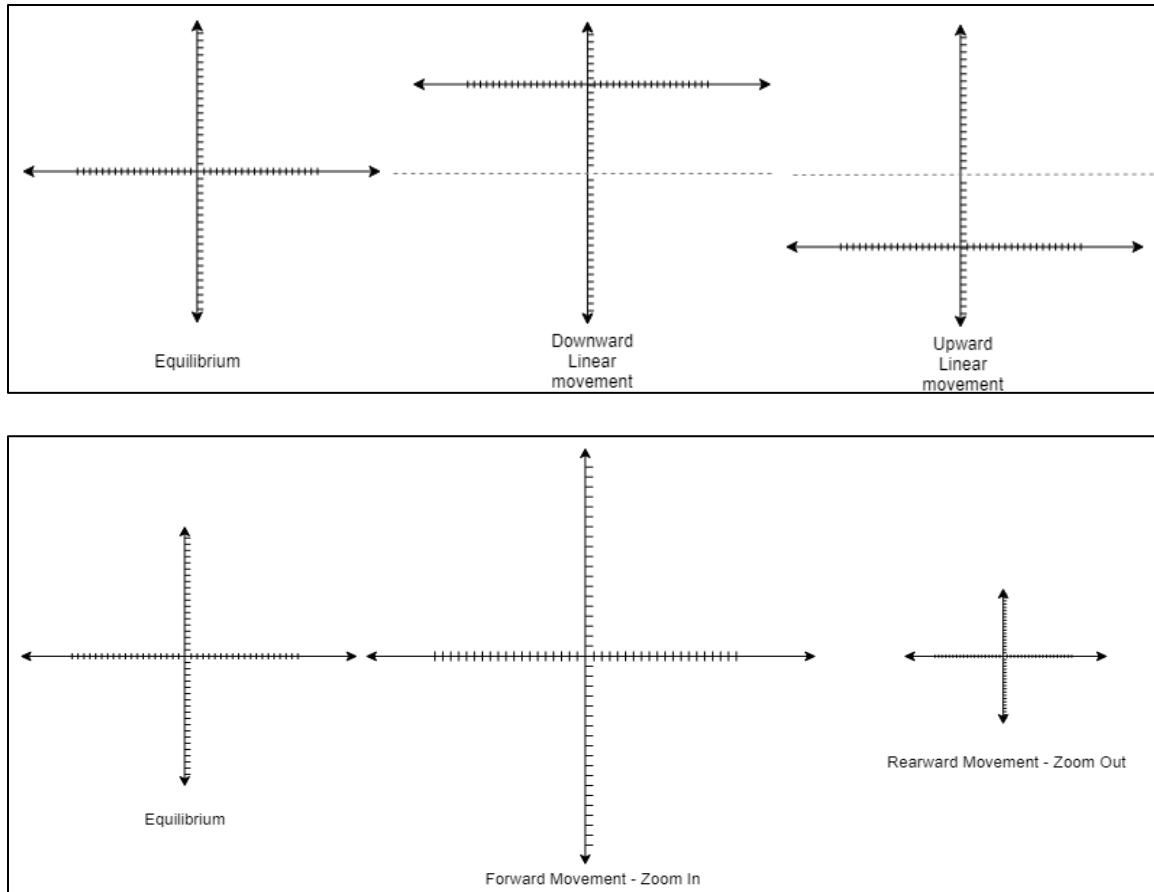 Equilibrium
Downward
Linear
movement
Upward
Linear
movement
Equilibrium
Forward Movement - Zoom In
Rearward Movement - Zoom Out